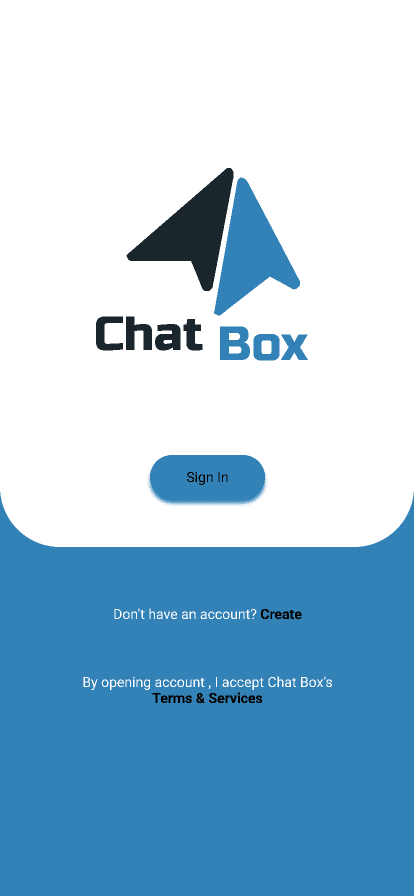 Chat Box
Sign In
Don't have an account? Create
By opening account , I accept Chat Box's
Terms & Services